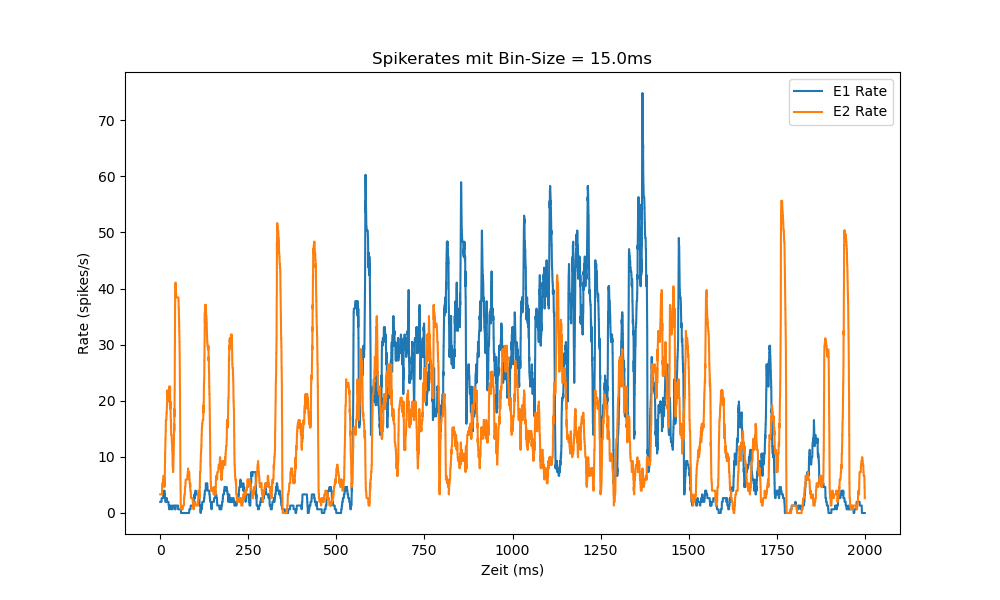 Spikerates mit Bin-Size = 15.0ms
E1 Rate
E2 Rate
Rate (spikes/s)
70
60
50
40
30
20
10
0
0 250 500 750 1000 1250 1500 1750 2000
Zeit (ms)